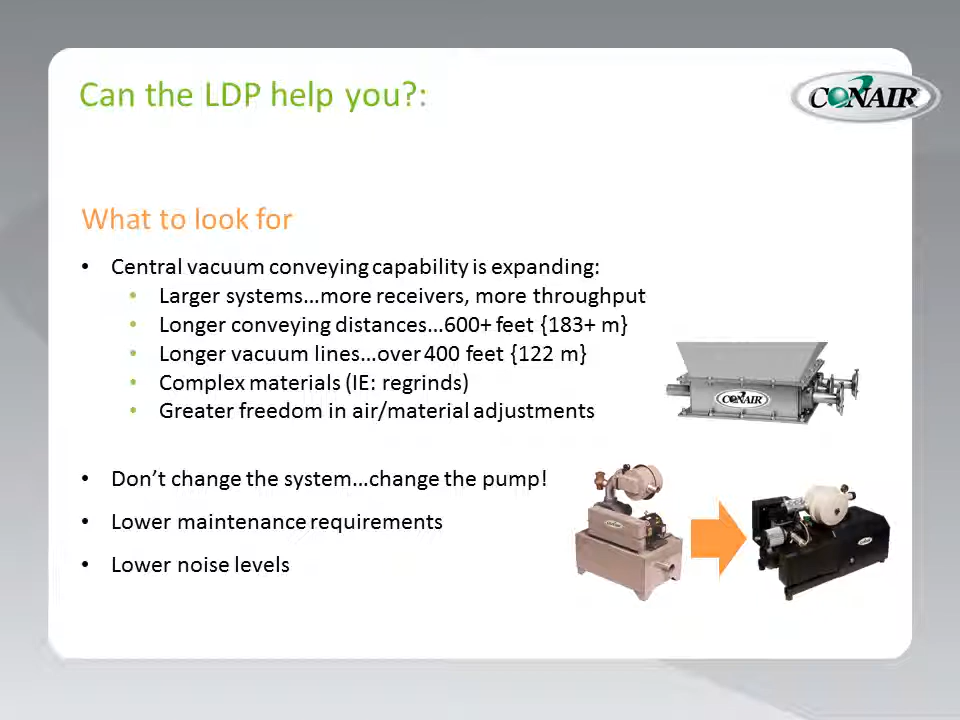 Can the LDP help you?:
CONAIR
What to look for
• Central vacuum conveying capability is expanding:
• Larger systems...more receivers, more throughput
• Longer conveying distances...600+ feet {183+ m}
• Longer vacuum lines...over 400 feet {122 m}
• Complex materials (IE: regrinds)
• Greater freedom in air/material adjustments
CONAIR
• Don't change the system...change the pump!
• Lower maintenance requirements
• Lower noise levels